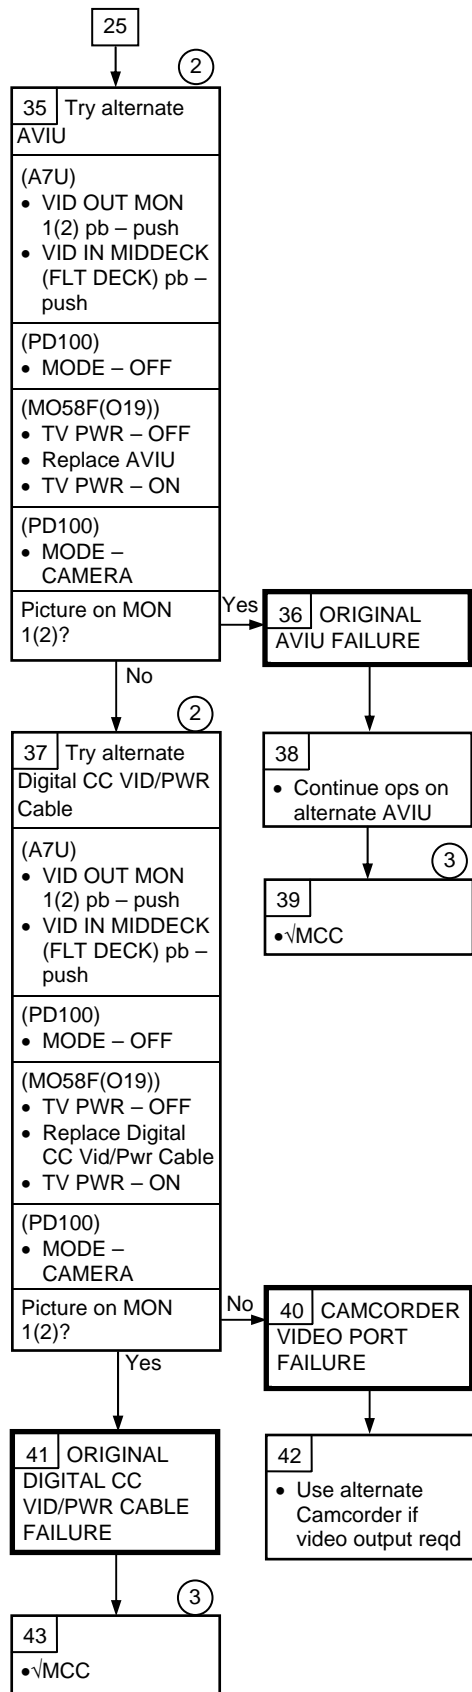 25
2
35 Try alternate
AVIU
(A7U)
• VID OUT MON
1(2) pb – push
• VID IN MIDDECK
(FLT DECK) pb –
push
(PD100)
• MODE – OFF
(MO58F(O19))
• TV PWR – OFF
• Replace AVIU
• TV PWR – ON
(PD100)
• MODE –
CAMERA
Picture on MON
1(2)?
Yes
36 ORIGINAL
AVIU FAILURE
No
38
• Continue ops on
alternate AVIU
3
39
•√MCC
2
37 Try alternate
Digital CC VID/PWR
Cable
(A7U)
• VID OUT MON
1(2) pb – push
• VID IN MIDDECK
(FLT DECK) pb –
push
(PD100)
• MODE – OFF
(MO58F(O19))
• TV PWR – OFF
• Replace Digital
CC Vid/Pwr Cable
• TV PWR – ON
(PD100)
• MODE –
CAMERA
Picture on MON
1(2)?
No
40 CAMCORDER
VIDEO PORT
FAILURE
Yes
42
• Use alternate
Camcorder if
video output reqd
41 ORIGINAL
DIGITAL CC
VID/PWR CABLE
FAILURE
3
43
•√MCC